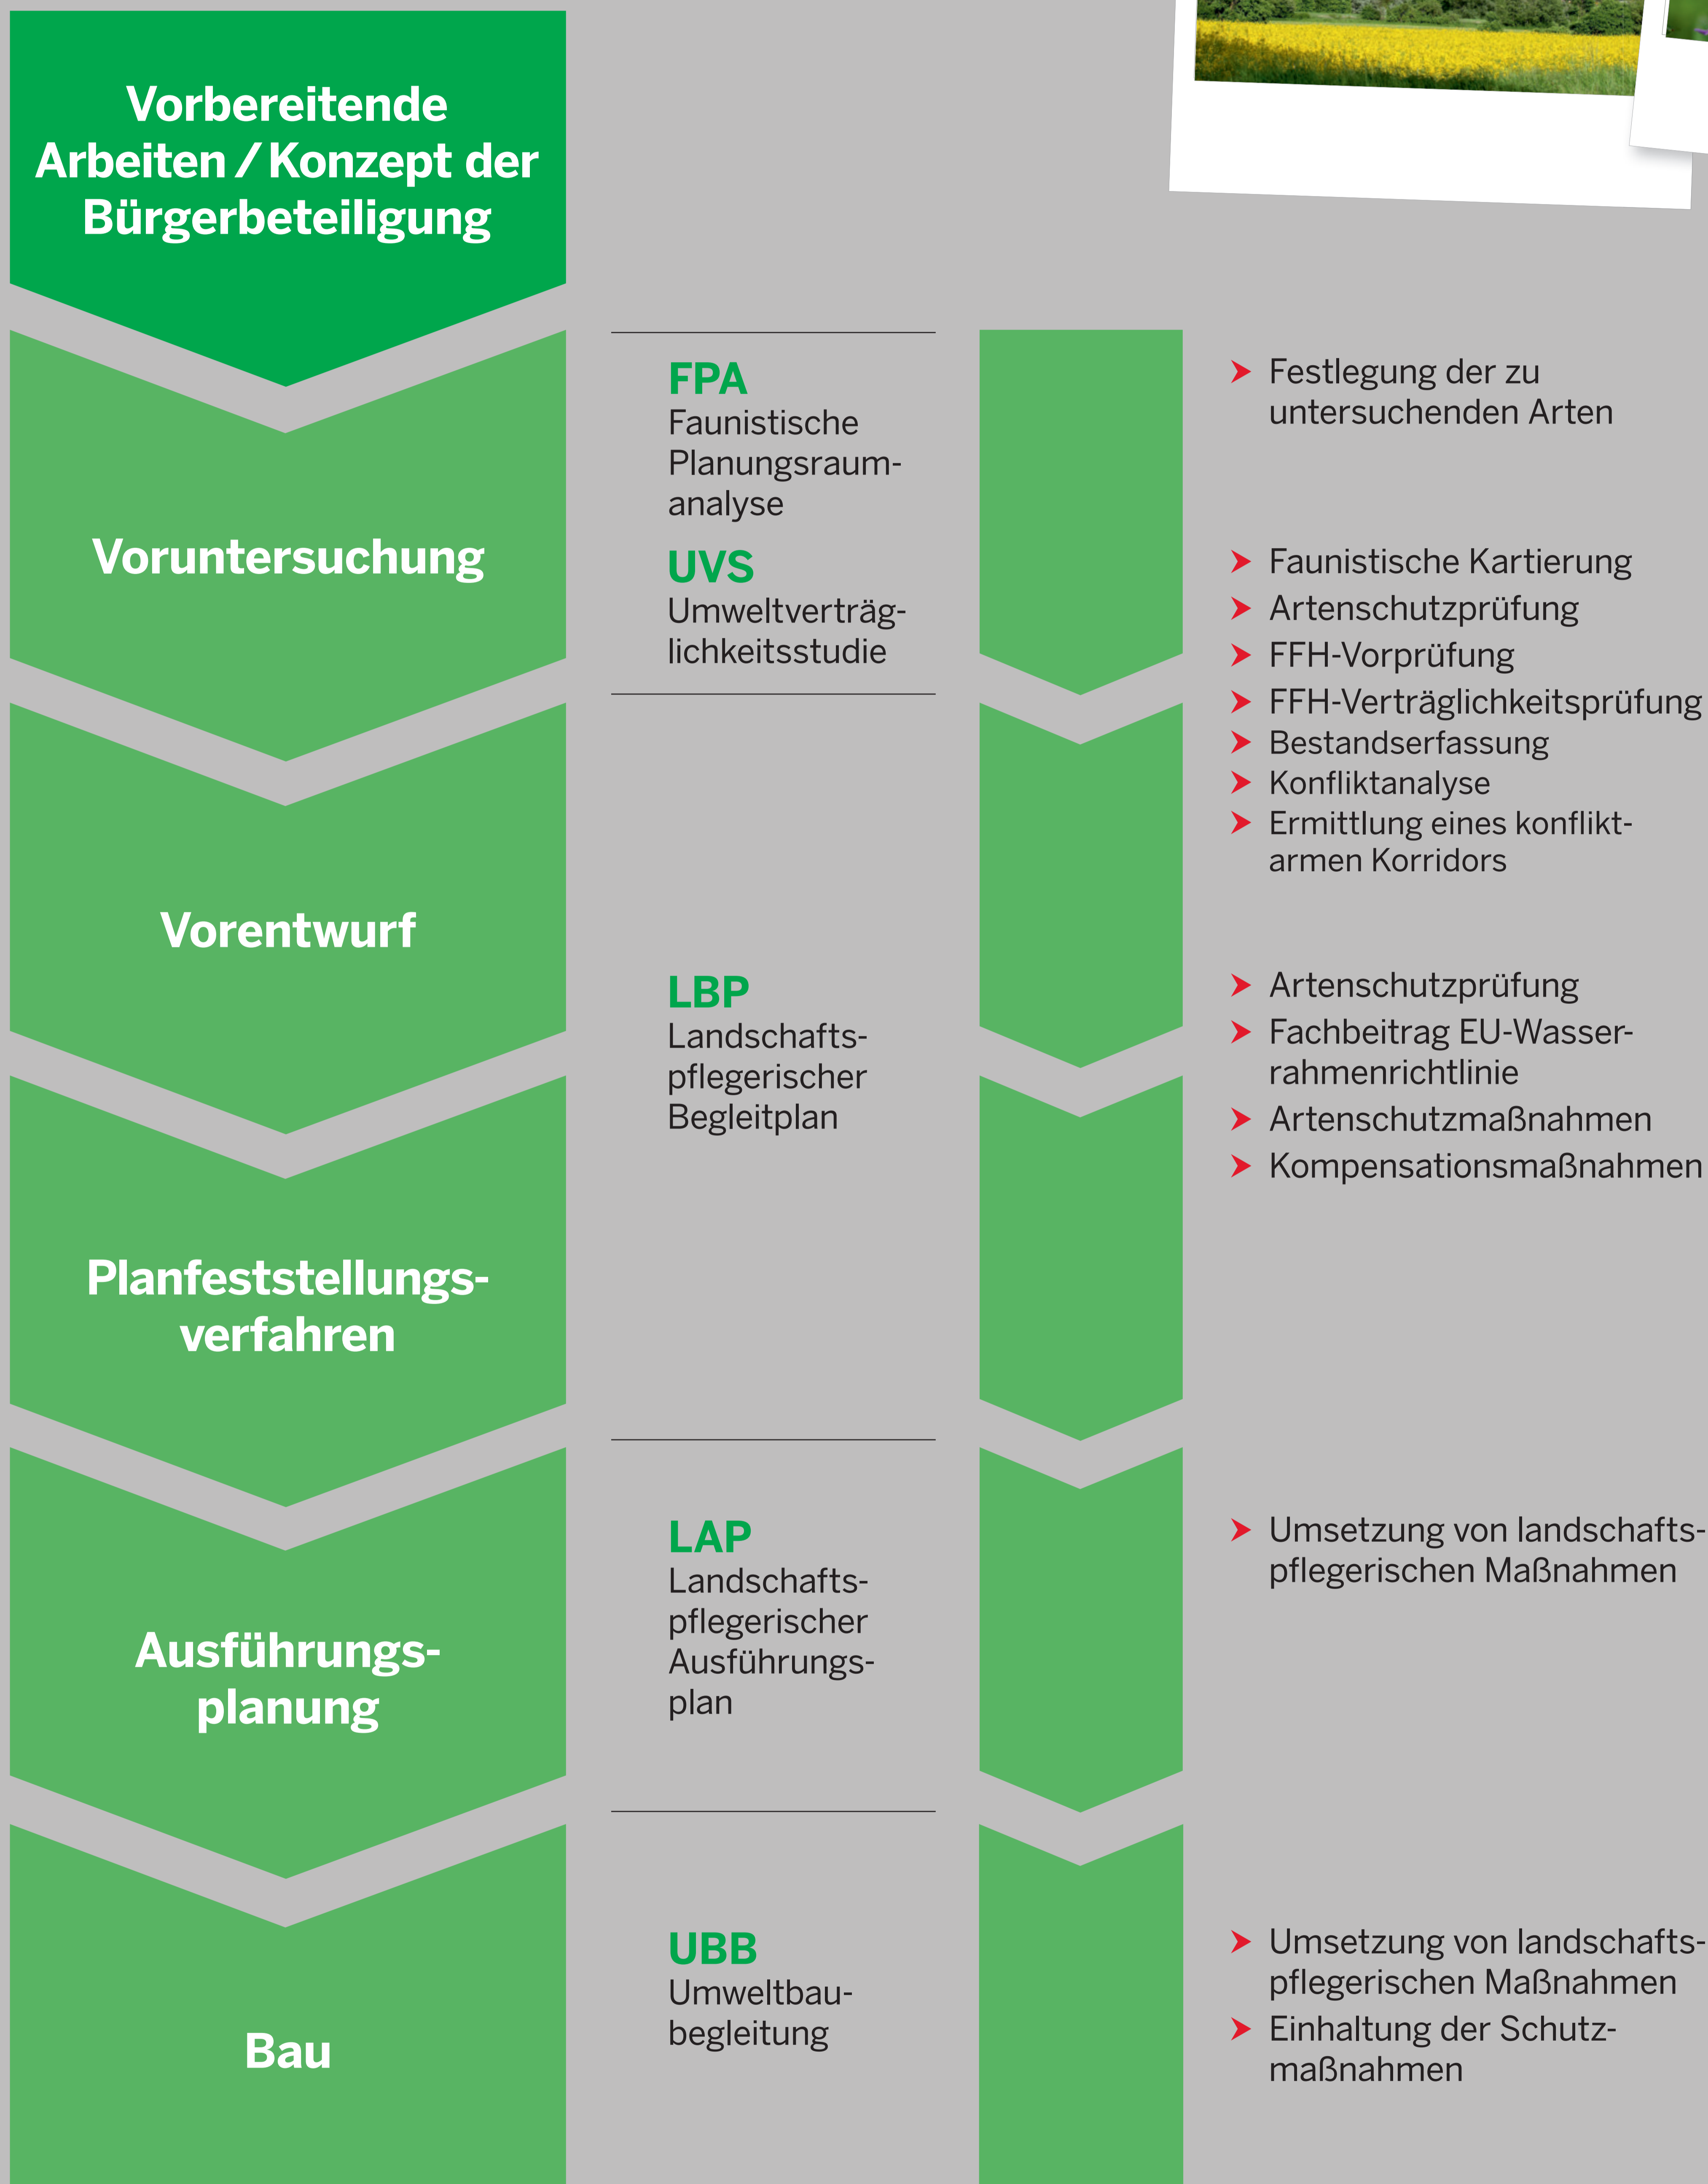 Vorbereitende
Arbeiten / Konzept der
Bürgerbeteiligung
Voruntersuchung
FPA
Faunistische
Planungsraum-
analyse
UVS
Umweltverträg-
lichkeitsstudie
Festlegung der zu
untersuchenden Arten
Faunistische Kartierung
Artenschutzprüfung
FFH-Vorprüfung
FFH-Verträglichkeitsprüfung
Bestandserfassung
Konfliktanalyse
Ermittlung eines konflikt-
armen Korridors
Vorentwurf
Planfeststellungs-
verfahren
LBP
Landschafts-
pflegerischer
Begleitplan
Artenschutzprüfung
Fachbeitrag EU-Wasser-
rahmenrichtlinie
Artenschutzmaßnahmen
Kompensationsmaßnahmen
Ausführungs-
planung
LAP
Landschafts-
pflegerischer
Ausführungs-
plan
Umsetzung von landschafts-
pflegerischen Maßnahmen
Bau
UBB
Umweltbau-
begleitung
Umsetzung von landschafts-
pflegerischen Maßnahmen
Einhaltung der Schutz-
maßnahmen